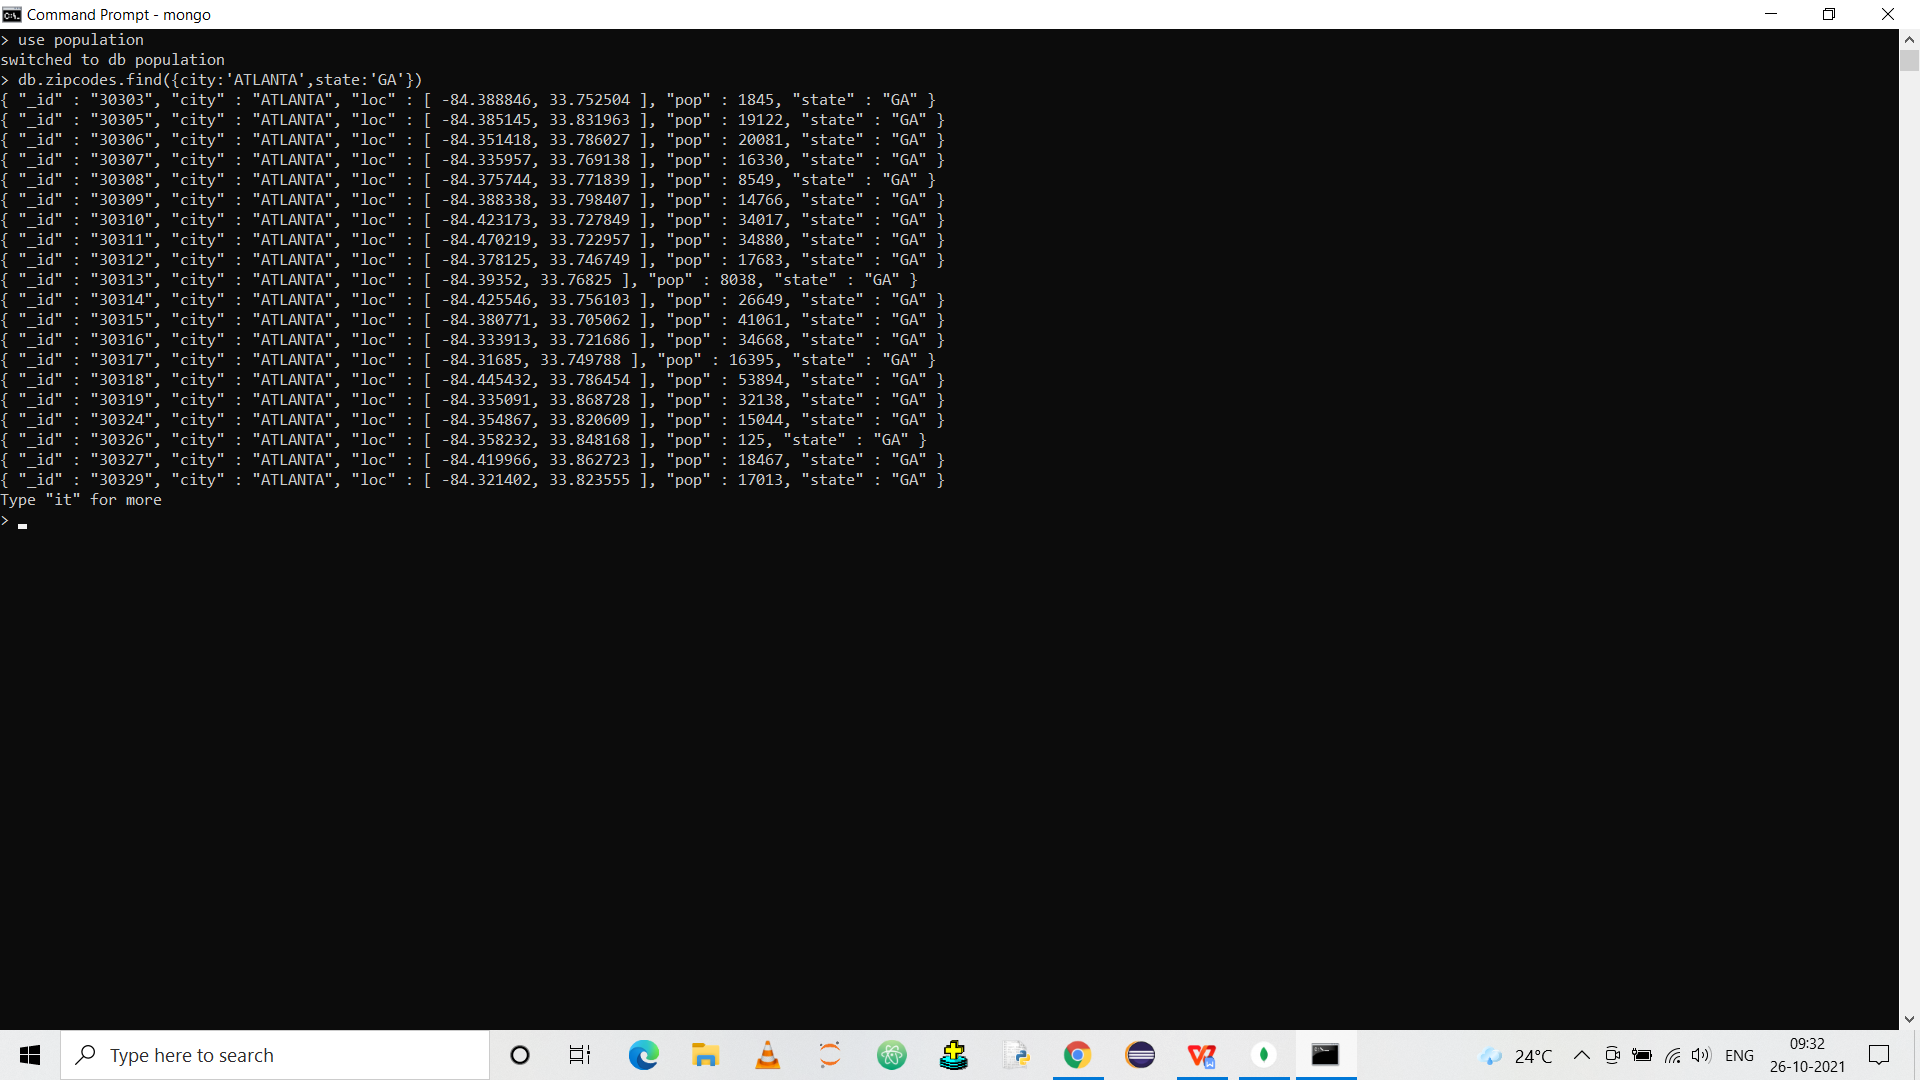 Command Prompt - mongo
> use population
switched to db population
> db.zipcodes.find({city:'ATLANTA',state:'GA'})
{ "_id" : "30303", "city" : "ATLANTA", "loc" : [ -84.388846, 33.752504 ], "pop" : 1845, "state" : "GA" }
{ "_id" : "30305", "city" : "ATLANTA", "loc" : [ -84.385145, 33.831963 ], "pop" : 19122, "state" : "GA" }
{ "_id" : "30306", "city" : "ATLANTA", "loc" : [ -84.351418, 33.786027 ], "pop" : 20081, "state" : "GA" }
{ "_id" : "30307", "city" : "ATLANTA", "loc" : [ -84.335957, 33.769138 ], "pop" : 16330, "state" : "GA" }
{ "_id" : "30308", "city" : "ATLANTA", "loc" : [ -84.375744, 33.771839 ], "pop" : 8549, "state" : "GA" }
{ "_id" : "30309", "city" : "ATLANTA", "loc" : [ -84.388338, 33.798407 ], "pop" : 14766, "state" : "GA" }
{ "_id" : "30310", "city" : "ATLANTA", "loc" : [ -84.423173, 33.727849 ], "pop" : 34017, "state" : "GA" }
{ "_id" : "30311", "city" : "ATLANTA", "loc" : [ -84.470219, 33.722957 ], "pop" : 34880, "state" : "GA" }
{ "_id" : "30312", "city" : "ATLANTA", "loc" : [ -84.378125, 33.746749 ], "pop" : 17683, "state" : "GA" }
{ "_id" : "30313", "city" : "ATLANTA", "loc" : [ -84.39352, 33.76825 ], "pop" : 8038, "state" : "GA" }
{ "_id" : "30314", "city" : "ATLANTA", "loc" : [ -84.425546, 33.756103 ], "pop" : 26649, "state" : "GA" }
{ "_id" : "30315", "city" : "ATLANTA", "loc" : [ -84.380771, 33.705062 ], "pop" : 41061, "state" : "GA" }
{ "_id" : "30316", "city" : "ATLANTA", "loc" : [ -84.333913, 33.721686 ], "pop" : 34668, "state" : "GA" }
{ "_id" : "30317", "city" : "ATLANTA", "loc" : [ -84.31685, 33.749788 ], "pop" : 16395, "state" : "GA" }
{ "_id" : "30318", "city" : "ATLANTA", "loc" : [ -84.445432, 33.786454 ], "pop" : 53894, "state" : "GA" }
{ "_id" : "30319", "city" : "ATLANTA", "loc" : [ -84.335091, 33.868728 ], "pop" : 32138, "state" : "GA" }
{ "_id" : "30324", "city" : "ATLANTA", "loc" : [ -84.354867, 33.820609 ], "pop" : 15044, "state" : "GA" }
{ "_id" : "30326", "city" : "ATLANTA", "loc" : [ -84.358232, 33.848168 ], "pop" : 125, "state" : "GA" }
{ "_id" : "30327", "city" : "ATLANTA", "loc" : [ -84.419966, 33.862723 ], "pop" : 18467, "state" : "GA" }
{ "_id" : "30329", "city" : "ATLANTA", "loc" : [ -84.321402, 33.823555 ], "pop" : 17013, "state" : "GA" }
Type "it" for more
>
Type here to search
24°C
ENG
09:32
26-10-2021